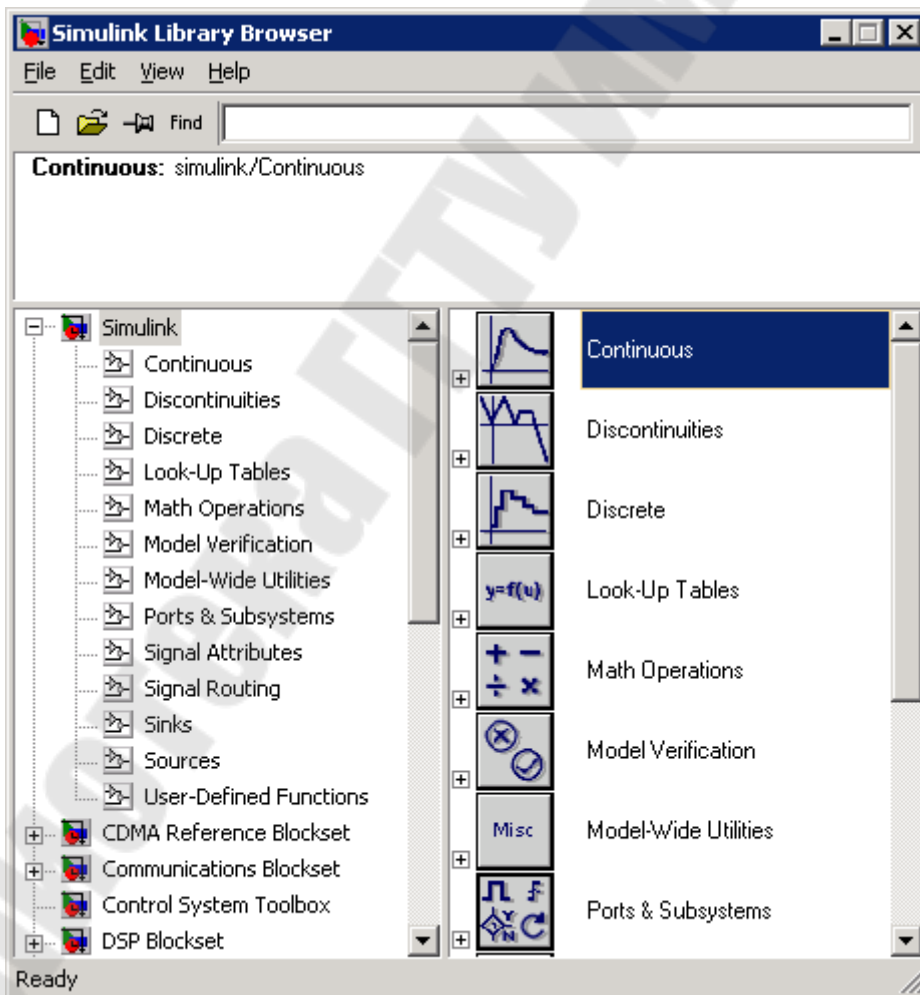 Simulink Library Browser
File Edit View Help
Find
Continuous: simulink/Continuous
Simulink
Continuous
Discontinuities
Discrete
Look-Up Tables
Math Operations
Model Verification
Model-Wide Utilities
Ports & Subsystems
Signal Attributes
Signal Routing
Sinks
Sources
User-Defined Functions
CDMA Reference Blockset
Communications Blockset
Control System Toolbox
DSP Blockset
Continuous
Discontinuities
Discrete
y=f(u)
Look-Up Tables
+ −
÷ ×
Math Operations
Model Verification
Misc
Model-Wide Utilities
Y
N
Ports & Subsystems
Ready